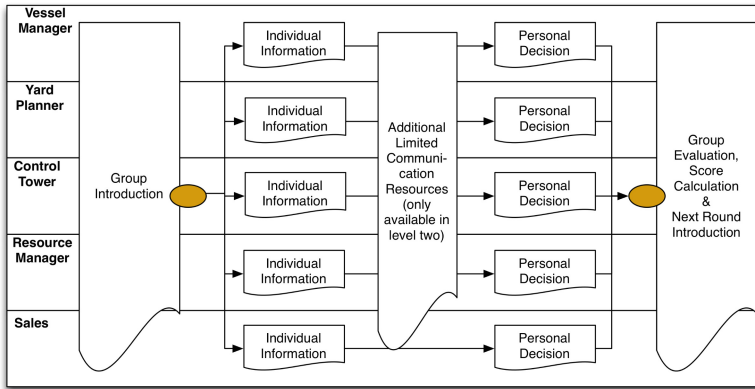 Vessel
Manager
Individual
Information
Personal
Decision
Yard
Planner
Individual
Information
Personal
Decision
Control
Tower
Group
Introduction
Individual
Information
Additional
Limited
Communi-
cation
Resources
(only
available in
level two)
Personal
Decision
Group
Evaluation,
Score
Calculation
&
Next Round
Introduction
Resource
Manager
Individual
Information
Personal
Decision
Sales
Individual
Information
Personal
Decision